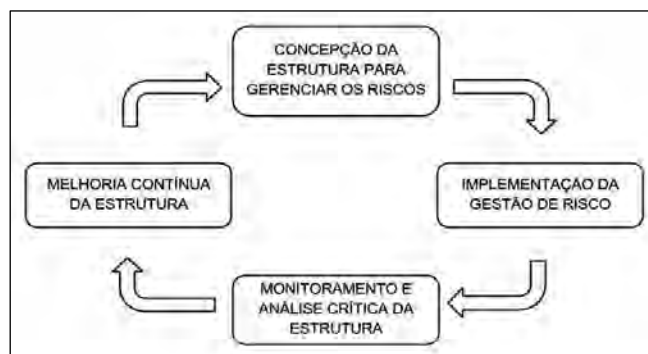 CONCEPÇÃO DA
ESTRUTURA PARA
GERENCIAR OS RISCOS
MELHORIA CONTÍNUA
DA ESTRUTURA
IMPLEMENTAÇÃO DA
GESTÃO DE RISCO
MONITORAMENTO E
ANÁLISE CRÍTICA DA
ESTRUTURA